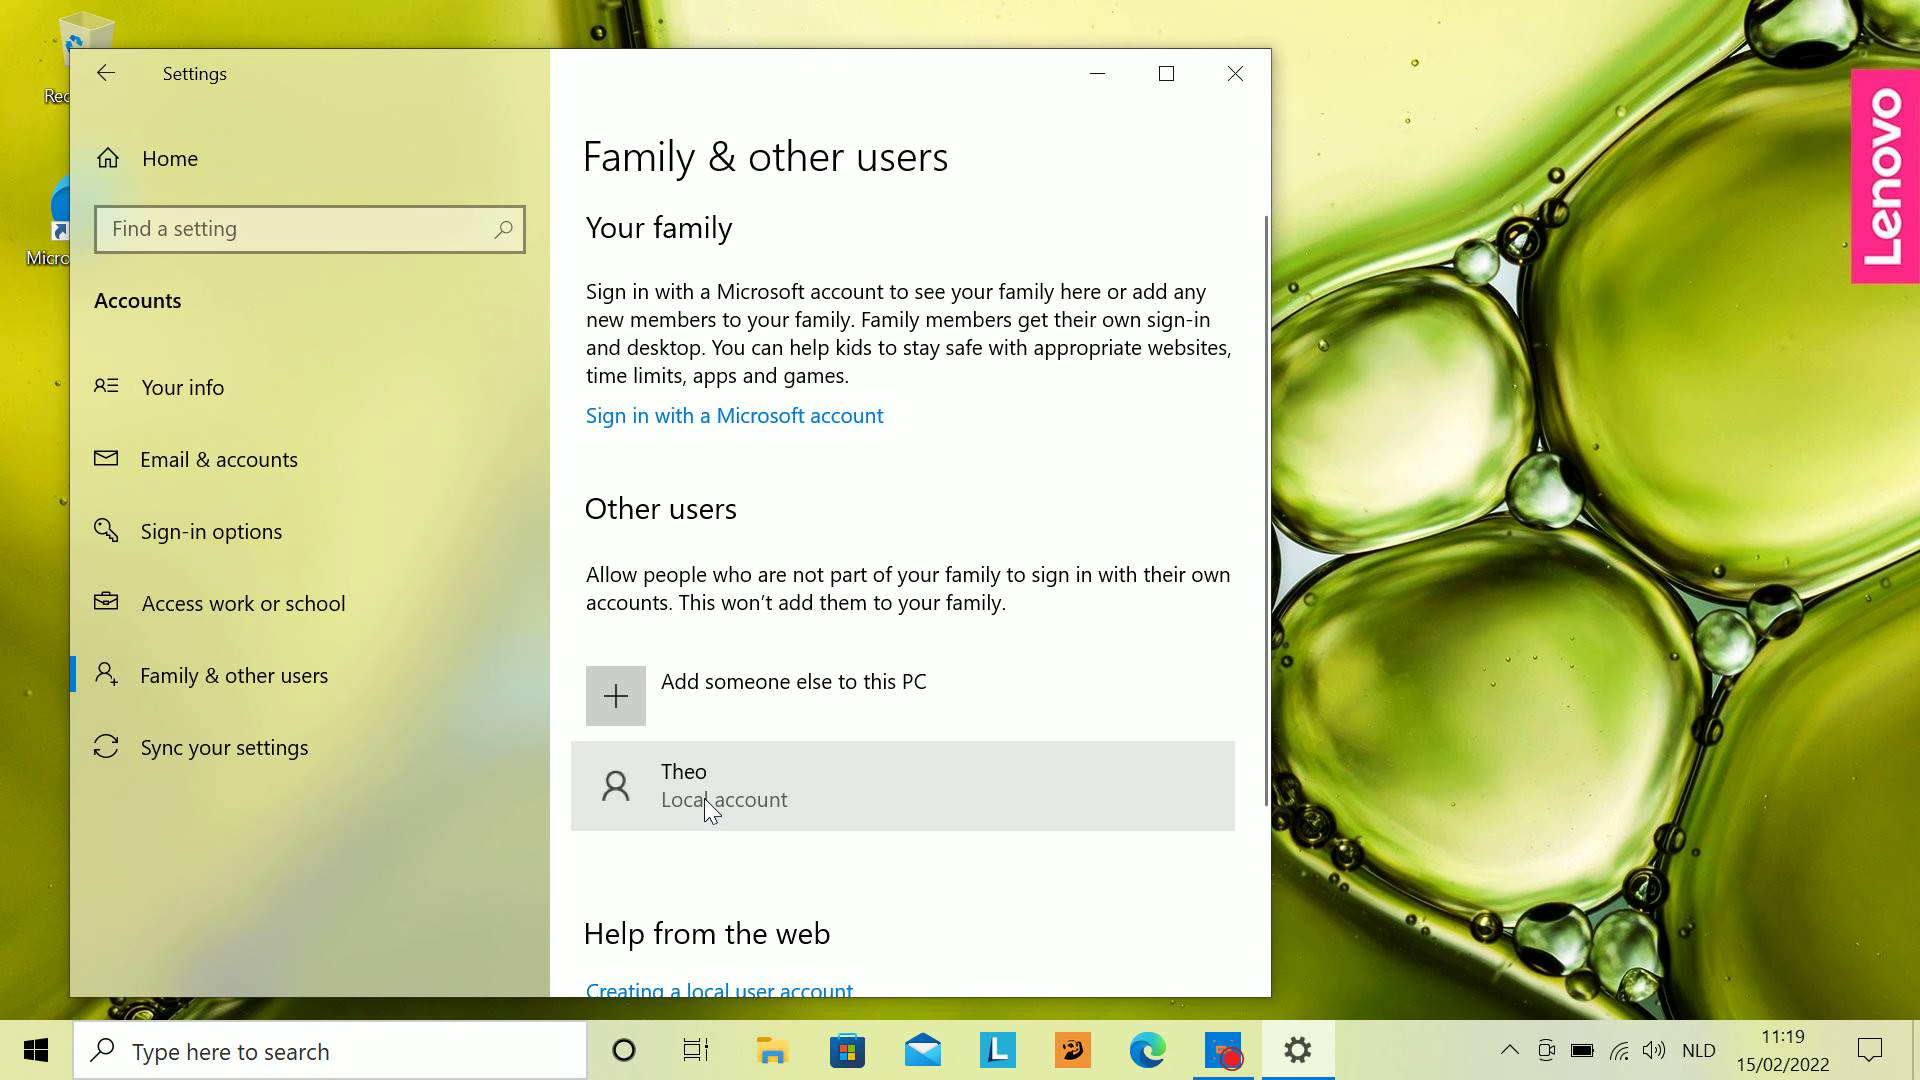 Settings
Home
Find a setting
Accounts
Your info
Email & accounts
Sign-in options
Access work or school
Family & other users
Sync your settings
Family & other users
Your family
Sign in with a Microsoft account to see your family here or add any
new members to your family. Family members get their own sign-in
and desktop. You can help kids to stay safe with appropriate websites,
time limits, apps and games.
Sign in with a Microsoft account
Other users
Allow people who are not part of your family to sign in with their own
accounts. This won’t add them to your family.
Add someone else to this PC
Theo
Local account
Help from the web
Creating a local user account
Rec
Micro
Lenovo
Type here to search
L
NLD
11:19
15/02/2022